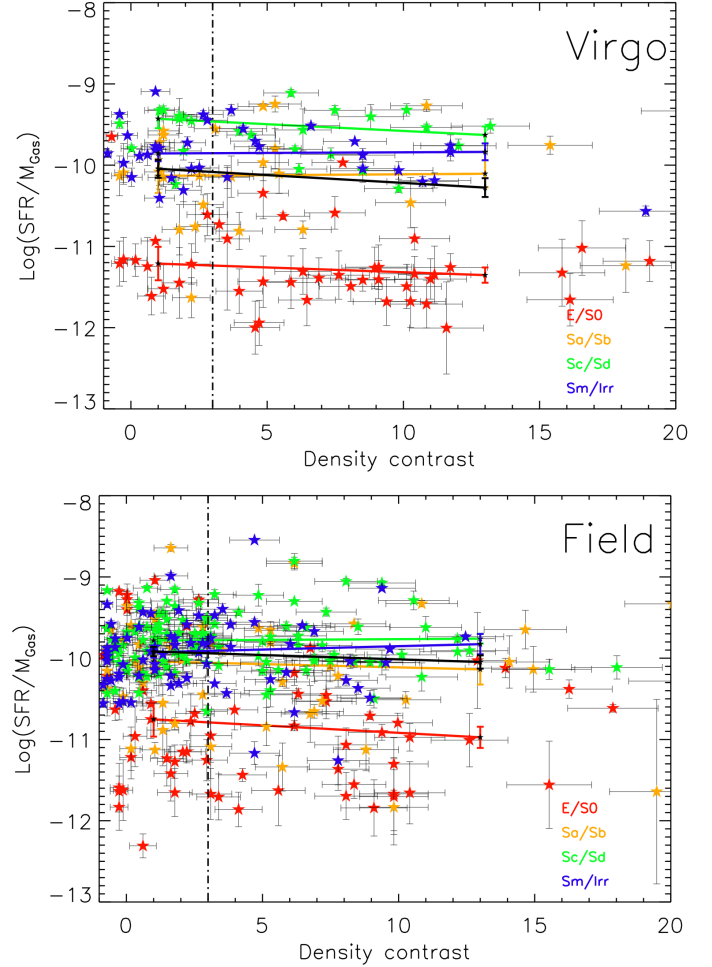 Virgo
−8
−9
−10
−11
−12
−13
Log(SFR/M_Gas)
0 5 10 15 20
Density contrast
E/S0
Sa/Sb
Sc/Sd
Sm/Irr
Field
−8
−9
−10
−11
−12
−13
Log(SFR/M_Gas)
0 5 10 15 20
Density contrast
E/S0
Sa/Sb
Sc/Sd
Sm/Irr